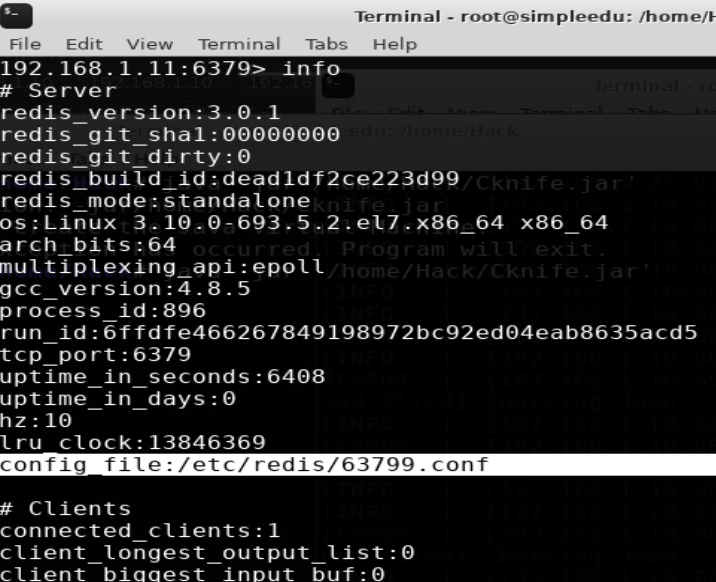 Terminal - root@simpleedu: /home/H
File Edit View Terminal Tabs Help
192.168.1.11:6379> info
# Server
redis_version:3.0.1
redis_git_sha1:00000000
redis_git_dirty:0
redis_build_id:dead1df2ce223d99
redis_mode:standalone
os:Linux 3.10.0-693.5.2.el7.x86_64 x86_64
arch_bits:64
multiplexing_api:epoll
gcc_version:4.8.5
process_id:896
run_id:6ffdfe466267849198972bc92ed04eab8635acd5
tcp_port:6379
uptime_in_seconds:6408
uptime_in_days:0
hz:10
lru_clock:13846369
config_file:/etc/redis/63799.conf
# Clients
connected_clients:1
client_longest_output_list:0
client_biggest_input_buf:0